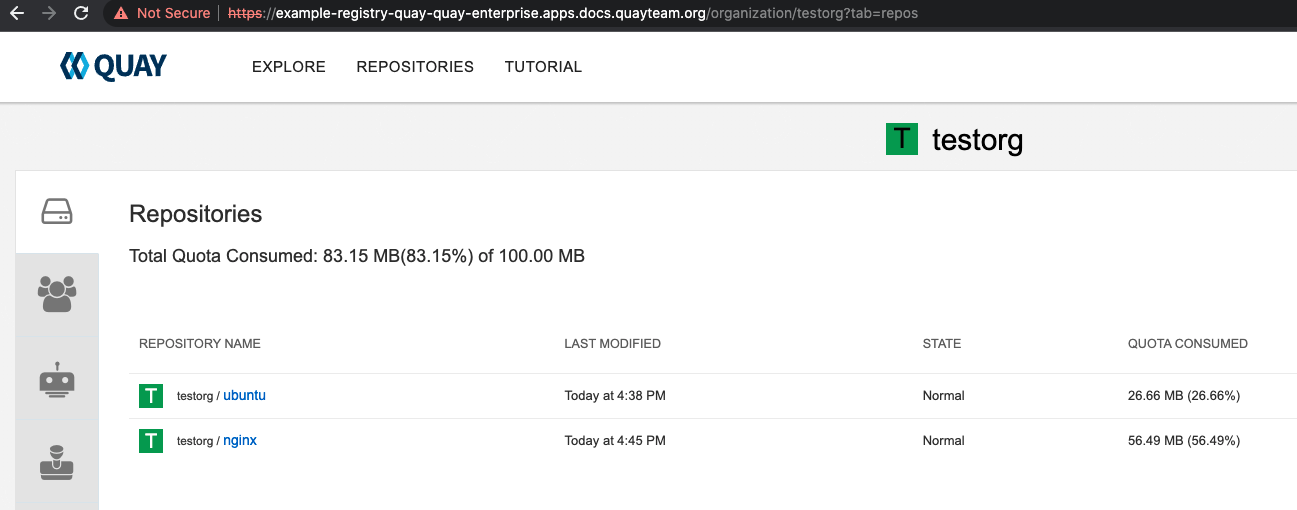 Not Secure https://example-registry-quay-quay-enterprise.apps.docs.quayteam.org/organization/testorg?tab=repos
QUAY EXPLORE REPOSITORIES TUTORIAL
T testorg
Repositories
Total Quota Consumed: 83.15 MB(83.15%) of 100.00 MB
REPOSITORY NAME LAST MODIFIED STATE QUOTA CONSUMED
T testorg / ubuntu Today at 4:38 PM Normal 26.66 MB (26.66%)
T testorg / nginx Today at 4:45 PM Normal 56.49 MB (56.49%)